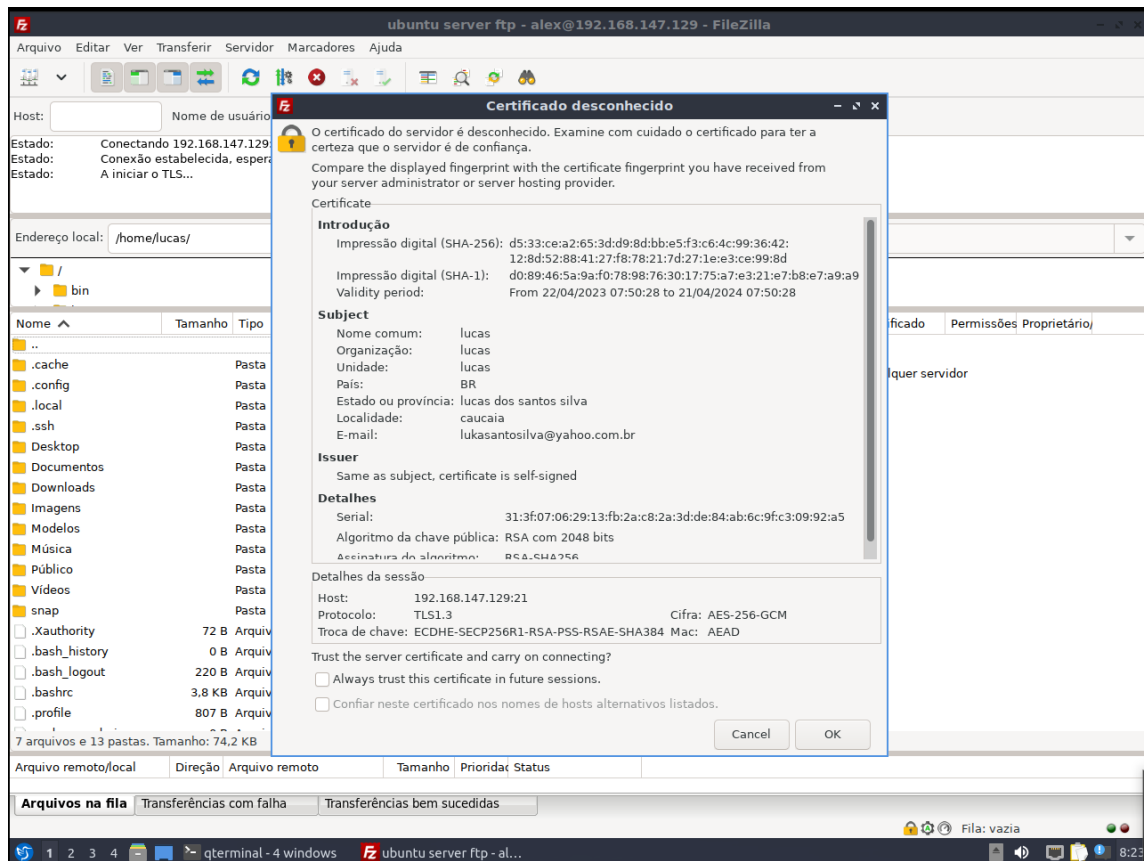 ubuntu server ftp - alex@192.168.147.129 - FileZilla
Arquivo Editar Ver Transferir Servidor Marcadores Ajuda
Host: Nome de usuário
Estado: Conectando 192.168.147.129:
Estado: Conexão estabelecida, espera
Estado: A iniciar o TLS...
Endereço local: /home/lucas/
/
bin
Nome Tamanho Tipo
..
.cache Pasta
.config Pasta
.local Pasta
.ssh Pasta
Desktop Pasta
Documentos Pasta
Downloads Pasta
Imagens Pasta
Modelos Pasta
Música Pasta
Público Pasta
Vídeos Pasta
snap Pasta
.Xauthority 72 B Arquiv
.bash_history 0 B Arquiv
.bash_logout 220 B Arquiv
.bashrc 3,8 KB Arquiv
.profile 807 B Arquiv
7 arquivos e 13 pastas. Tamanho: 74,2 KB
ificado Permissões Proprietário/
lquer servidor
Certificado desconhecido
O certificado do servidor é desconhecido. Examine com cuidado o certificado para ter a
certeza que o servidor é de confiança.
Compare the displayed fingerprint with the certificate fingerprint you have received from
your server administrator or server hosting provider.
Certificate
Introdução
Impressão digital (SHA-256): d5:33:ce:a2:65:3d:d9:8d:bb:e5:f3:c6:4c:99:36:42:
12:8d:52:88:41:27:f8:78:21:7d:27:1e:e3:ce:99:8d
Impressão digital (SHA-1): d0:89:46:5a:9a:f0:78:98:76:30:17:75:a7:e3:21:e7:b8:e7:a9:a9
Validity period: From 22/04/2023 07:50:28 to 21/04/2024 07:50:28
Subject
Nome comum: lucas
Organização: lucas
Unidade: lucas
País: BR
Estado ou província: lucas dos santos silva
Localidade: caucaia
E-mail: lukasantosilva@yahoo.com.br
Issuer
Same as subject, certificate is self-signed
Detalhes
Serial: 31:3f:07:06:29:13:fb:2a:c8:2a:3d:de:84:ab:6c:9f:c3:09:92:a5
Algoritmo da chave pública: RSA com 2048 bits
Assinatura do algoritmo: RSA-SHA256
Detalhes da sessão
Host: 192.168.147.129:21
Protocolo: TLS1.3 Cifra: AES-256-GCM
Troca de chave: ECDHE-SECP256R1-RSA-PSS-RSAE-SHA384 Mac: AEAD
Trust the server certificate and carry on connecting?
Always trust this certificate in future sessions.
Confiar neste certificado nos nomes de hosts alternativos listados.
Cancel OK
Arquivo remoto/local Direção Arquivo remoto Tamanho Prioridad Status
Arquivos na fila Transferências com falha Transferências bem sucedidas
Fila: vazia
1 2 3 4 qterminal - 4 windows ubuntu server ftp - al... 8:23